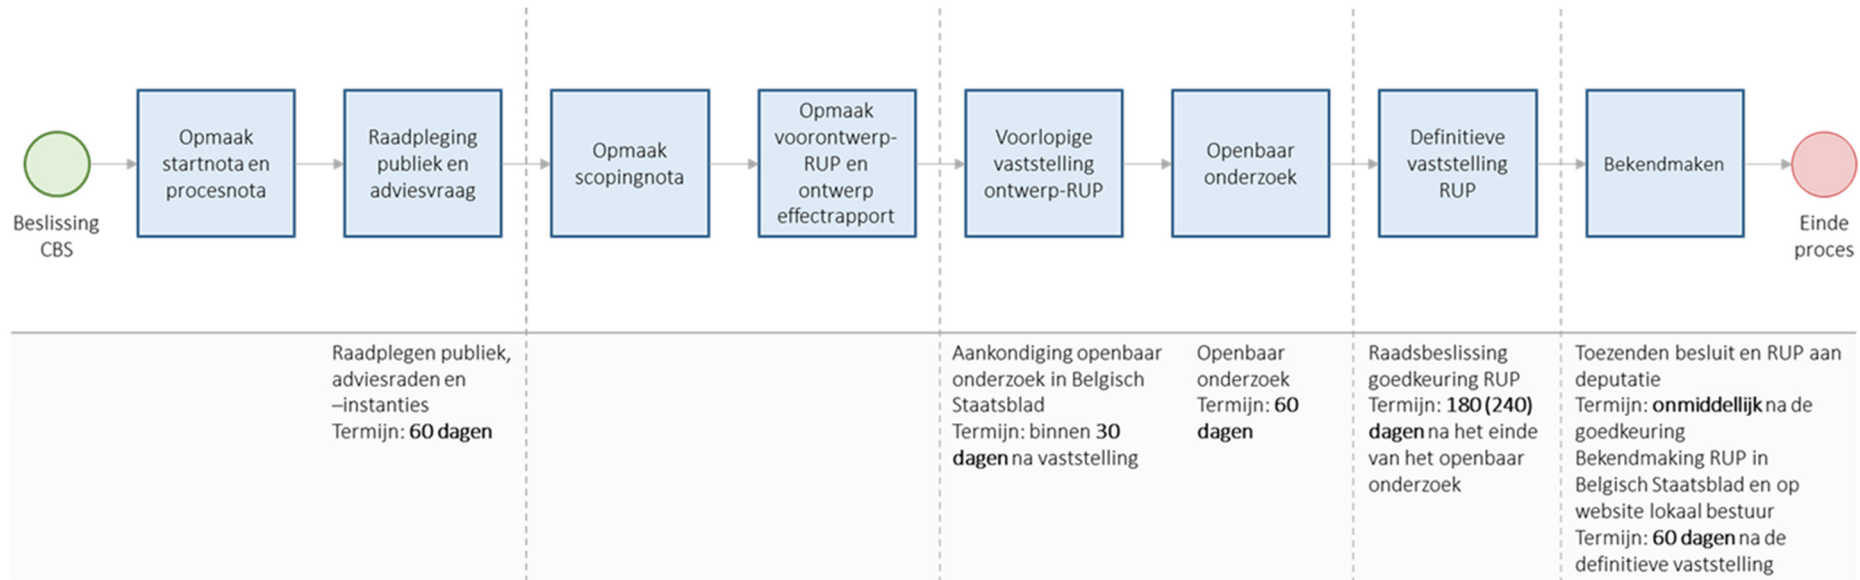 Beslissing
CBS
Opmaak
startnota en
procesnota
Raadpleging
publiek en
adviesvraag
Opmaak
scopingnota
Opmaak
voorontwerp-
RUP en
ontwerp
effectrapport
Voorlopige
vaststelling
ontwerp-RUP
Openbaar
onderzoek
Definitieve
vaststelling
RUP
Bekendmaken
Einde
proces
Raadplegen publiek,
adviesraden en
–instanties
Termijn: 60 dagen
Aankondiging openbaar
onderzoek in Belgisch
Staatsblad
Termijn: binnen 30
dagen na vaststelling
Openbaar
onderzoek
Termijn: 60
dagen
Raadsbeslissing
goedkeuring RUP
Termijn: 180 (240)
dagen na het einde
van het openbaar
onderzoek
Toezenden besluit en RUP aan
deputatie
Termijn: onmiddellijk na de
goedkeuring
Bekendmaking RUP in
Belgisch Staatsblad en op
website lokaal bestuur
Termijn: 60 dagen na de
definitieve vaststelling